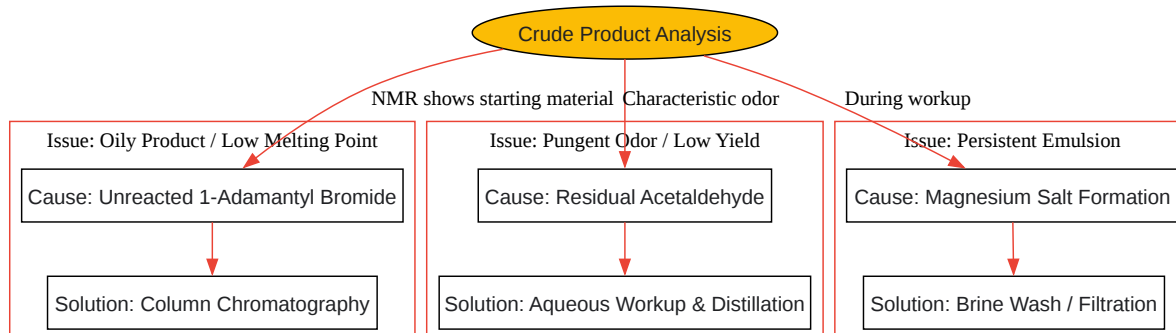 Crude Product Analysis
NMR shows starting material
Characteristic odor
During workup
Issue: Oily Product / Low Melting Point
Issue: Pungent Odor / Low Yield
Issue: Persistent Emulsion
Cause: Unreacted 1-Adamantyl Bromide
Cause: Residual Acetaldehyde
Cause: Magnesium Salt Formation
Solution: Column Chromatography
Solution: Aqueous Workup & Distillation
Solution: Brine Wash / Filtration